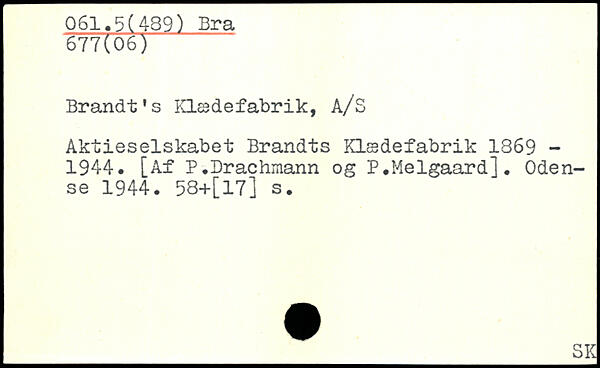 061.5(489) Bra
677(06)
Brandt's Klædefabrik, A/S
Aktieselskabet Brandts Klædefabrik 1869 -
1944. [Af P.Drachmann og P.Melgaard]. Oden-
se 1944. 58+[17] s.
SK